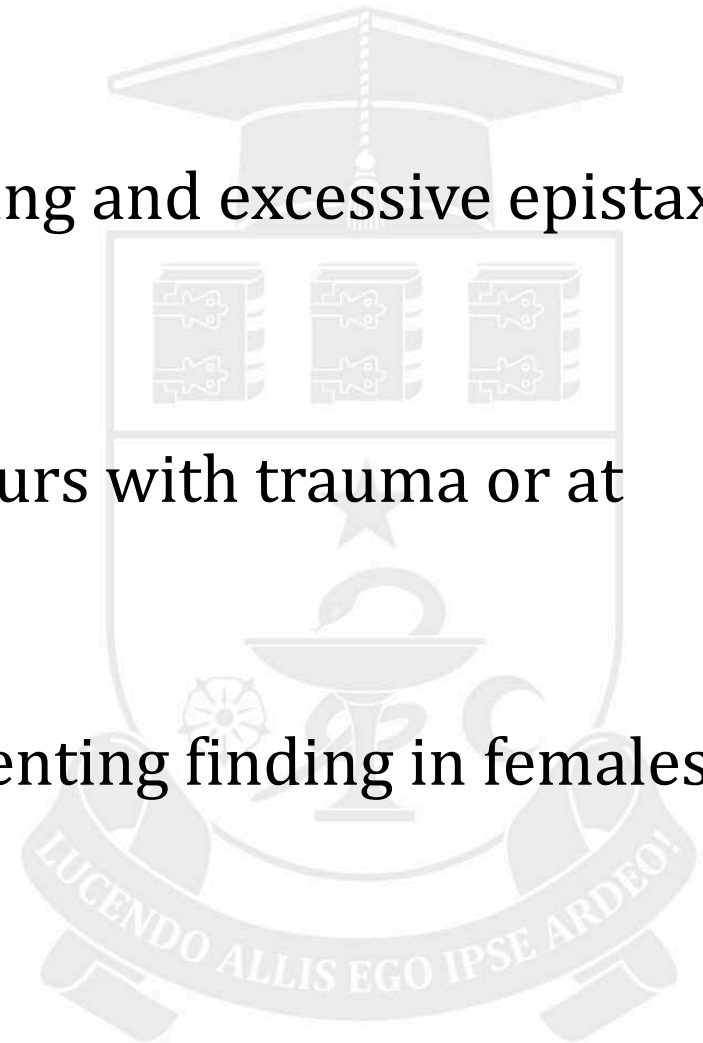 ng and excessive epistax
urs with trauma or at
enting finding in females
LUCENDO ALLIS EGO IPSE ARDEO!